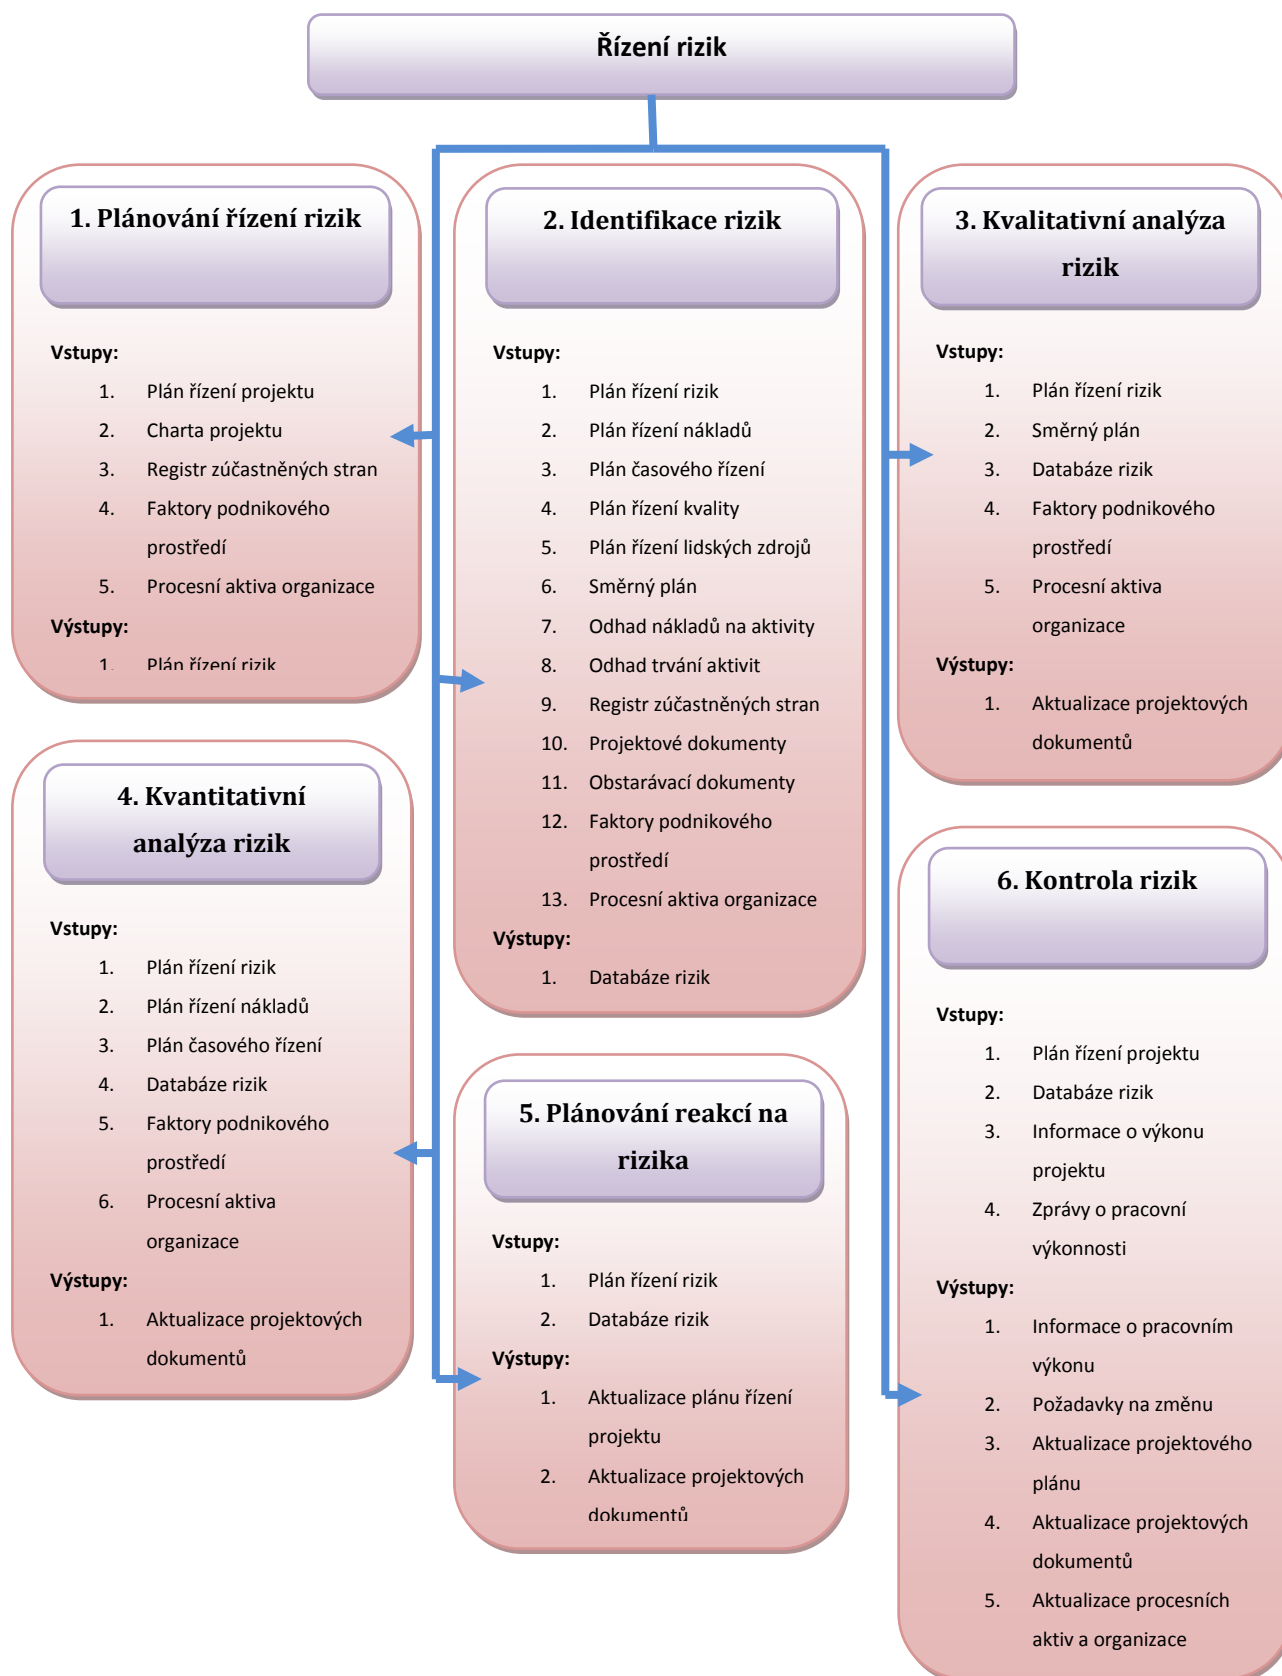 Řízení rizik
1. Plánování řízení rizik
Vstupy:
1. Plán řízení projektu
2. Charta projektu
3. Registr zúčastněných stran
4. Faktory podnikového
prostředí
5. Procesní aktiva organizace
Výstupy:
1. Plán řízení rizik
2. Identifikace rizik
Vstupy:
1. Plán řízení rizik
2. Plán řízení nákladů
3. Plán časového řízení
4. Plán řízení kvality
5. Plán řízení lidských zdrojů
6. Směrný plán
7. Odhad nákladů na aktivity
8. Odhad trvání aktivit
9. Registr zúčastněných stran
10. Projektové dokumenty
11. Obstarávací dokumenty
12. Faktory podnikového
prostředí
13. Procesní aktiva organizace
Výstupy:
1. Databáze rizik
3. Kvalitativní analýza
rizik
Vstupy:
1. Plán řízení rizik
2. Směrný plán
3. Databáze rizik
4. Faktory podnikového
prostředí
5. Procesní aktiva
organizace
Výstupy:
1. Aktualizace projektových
dokumentů
4. Kvantitativní
analýza rizik
Vstupy:
1. Plán řízení rizik
2. Plán řízení nákladů
3. Plán časového řízení
4. Databáze rizik
5. Faktory podnikového
prostředí
6. Procesní aktiva
organizace
Výstupy:
1. Aktualizace projektových
dokumentů
5. Plánování reakcí na
rizika
Vstupy:
1. Plán řízení rizik
2. Databáze rizik
Výstupy:
1. Aktualizace plánu řízení
projektu
2. Aktualizace projektových
dokumentů
6. Kontrola rizik
Vstupy:
1. Plán řízení projektu
2. Databáze rizik
3. Informace o výkonu
projektu
4. Zprávy o pracovní
výkonnosti
Výstupy:
1. Informace o pracovním
výkonu
2. Požadavky na změnu
3. Aktualizace projektového
plánu
4. Aktualizace projektových
dokumentů
5. Aktualizace procesních
aktiv a organizace